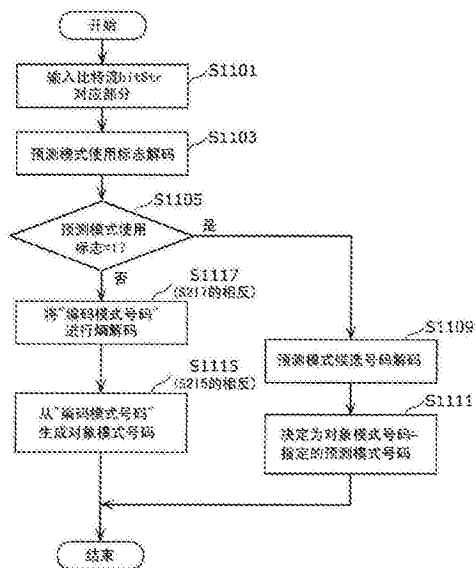 开始
输入比特流bitStr
对应部分
S1101
预测模式使用标志解码
S1103
预测模式使用
标志=1?
S1105
是
否
S1117
(S217的相反)
将"编码模式号码"
进行熵解码
S1109
预测模式候选号码解码
S1115
(S215的相反)
从"编码模式号码"
生成对象模式号码
S1111
决定为对象模式号码=
指定的预测模式号码
结束